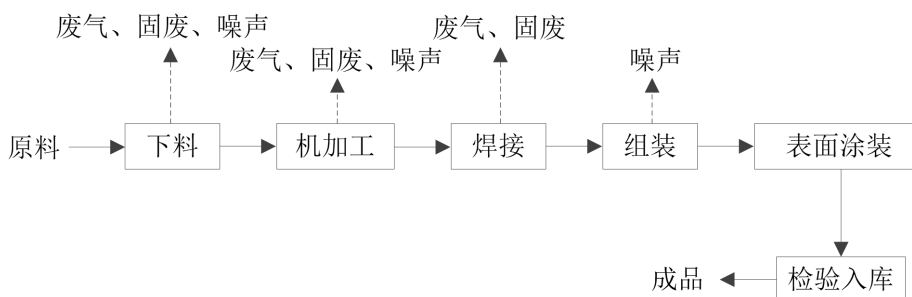 废气、固废、噪声
废气、固废、噪声
废气、固废
噪声
原料
下料
机加工
焊接
组装
表面涂装
成品
检验入库